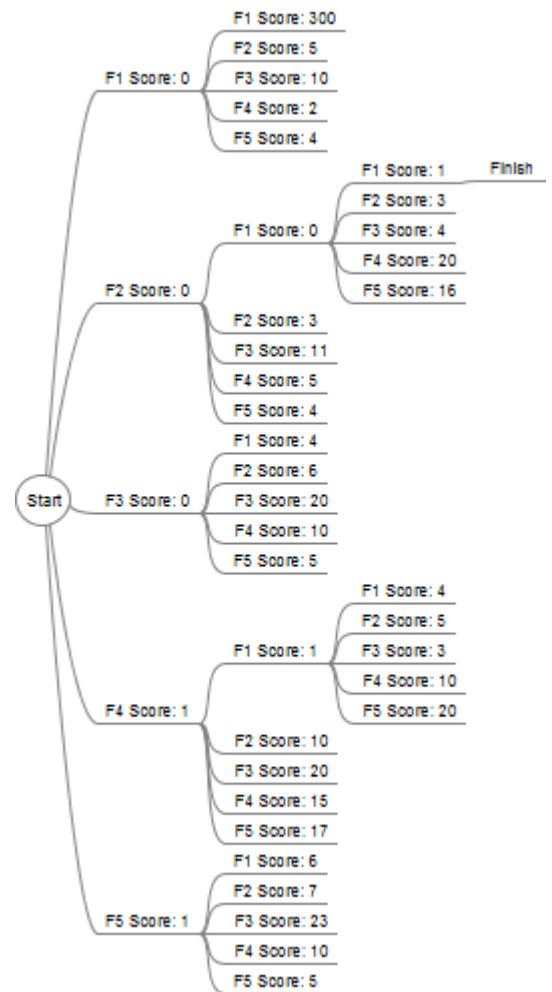 F1 Score: 300
F2 Score: 5
F1 Score: 0
F3 Score: 10
F4 Score: 2
F5 Score: 4
F1 Score: 1
Finish
F2 Score: 3
F1 Score: 0
F3 Score: 4
F4 Score: 20
F2 Score: 0
F5 Score: 16
F2 Score: 3
F3 Score: 11
F4 Score: 5
F5 Score: 4
F1 Score: 4
F2 Score: 6
Start
F3 Score: 0
F3 Score: 20
F4 Score: 10
F5 Score: 5
F1 Score: 4
F2 Score: 5
F1 Score: 1
F3 Score: 3
F4 Score: 10
F4 Score: 1
F5 Score: 20
F2 Score: 10
F3 Score: 20
F4 Score: 15
F5 Score: 17
F1 Score: 6
F2 Score: 7
F5 Score: 1
F3 Score: 23
F4 Score: 10
F5 Score: 5